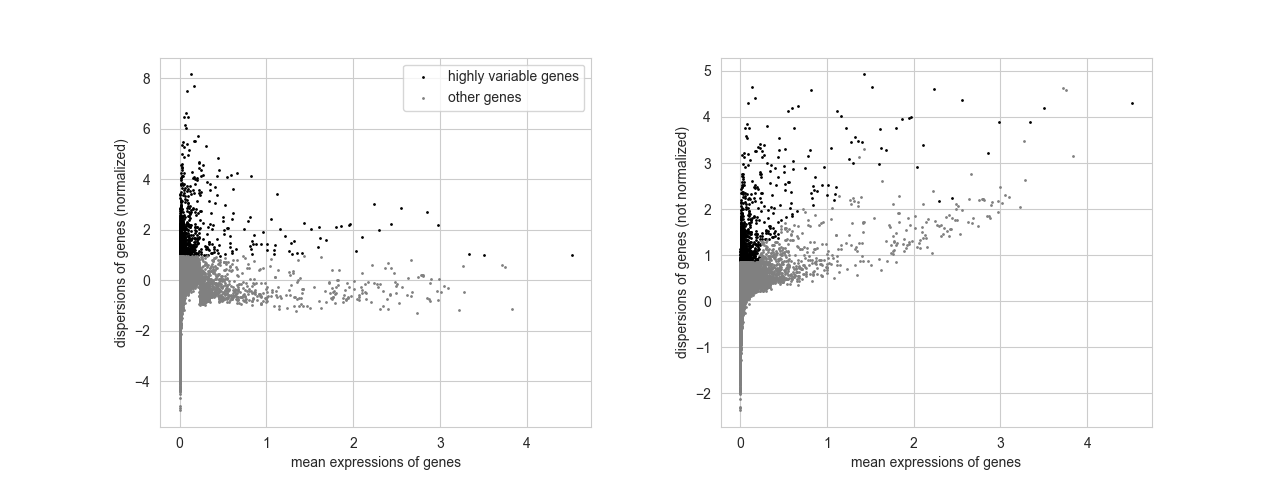 highly variable genes
other genes
dispersions of genes (normalized)
8
6
4
2
0
−2
−4
0 1 2 3 4
mean expressions of genes
dispersions of genes (not normalized)
5
4
3
2
1
0
−1
−2
0 1 2 3 4
mean expressions of genes